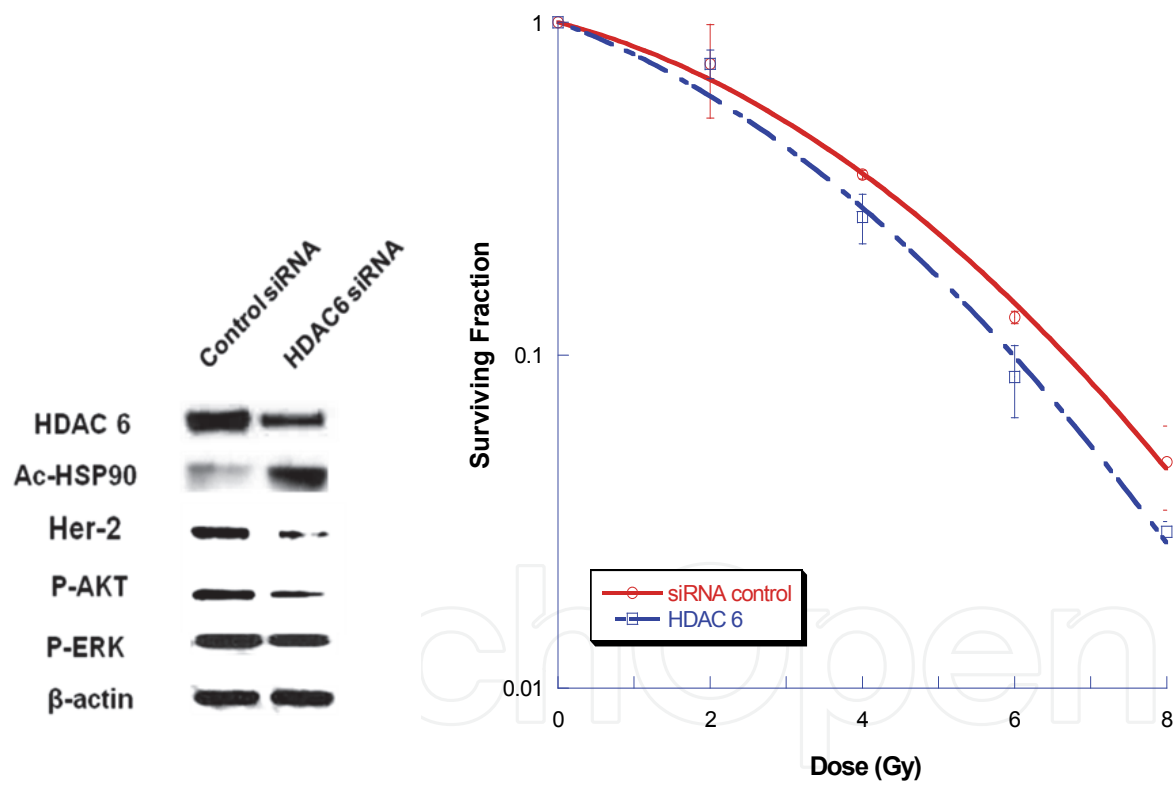 Control siRNA
HDAC6 siRNA
HDAC 6
Ac-HSP90
Her-2
P-AKT
P-ERK
β-actin
Surviving Fraction
1
0.1
0.01
siRNA control
HDAC 6
0
2
4
6
8
Dose (Gy)
chOpen